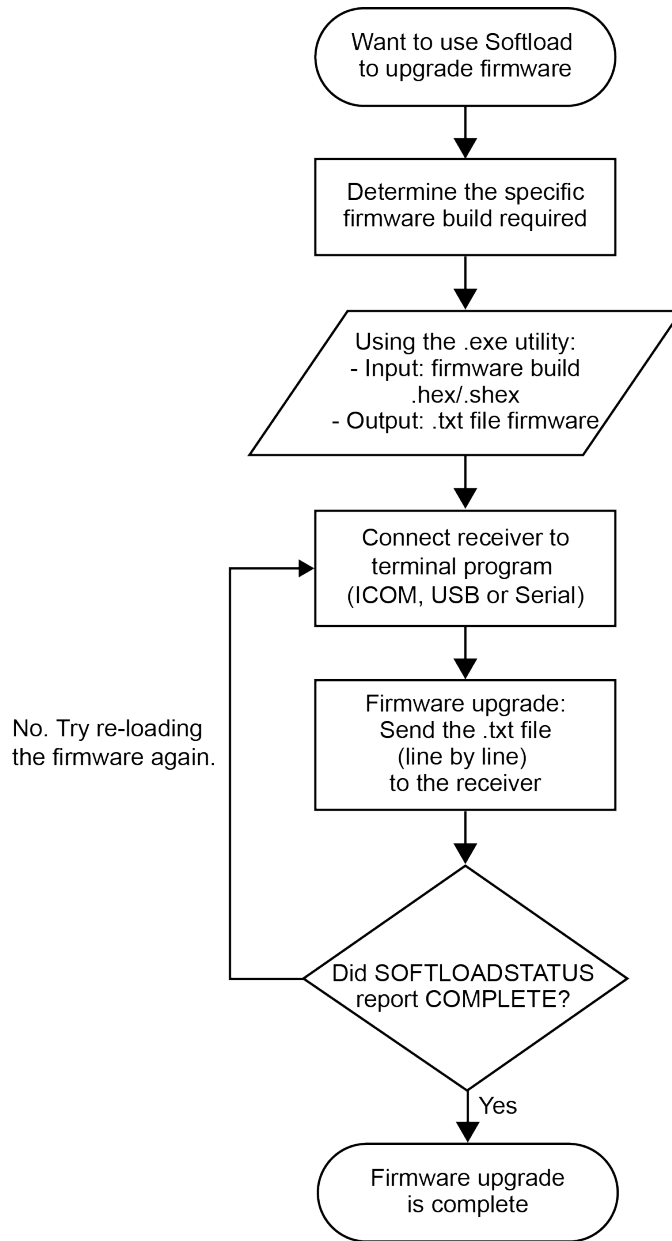 Want to use Softload
to upgrade firmware
Determine the specific
firmware build required
Using the .exe utility:
- Input: firmware build
.hex/.shex
- Output: .txt file firmware
Connect receiver to
terminal program
(ICOM, USB or Serial)
Firmware upgrade:
Send the .txt file
(line by line)
to the receiver
No. Try re-loading
the firmware again.
Did SOFTLOADSTATUS
report COMPLETE?
Yes
Firmware upgrade
is complete